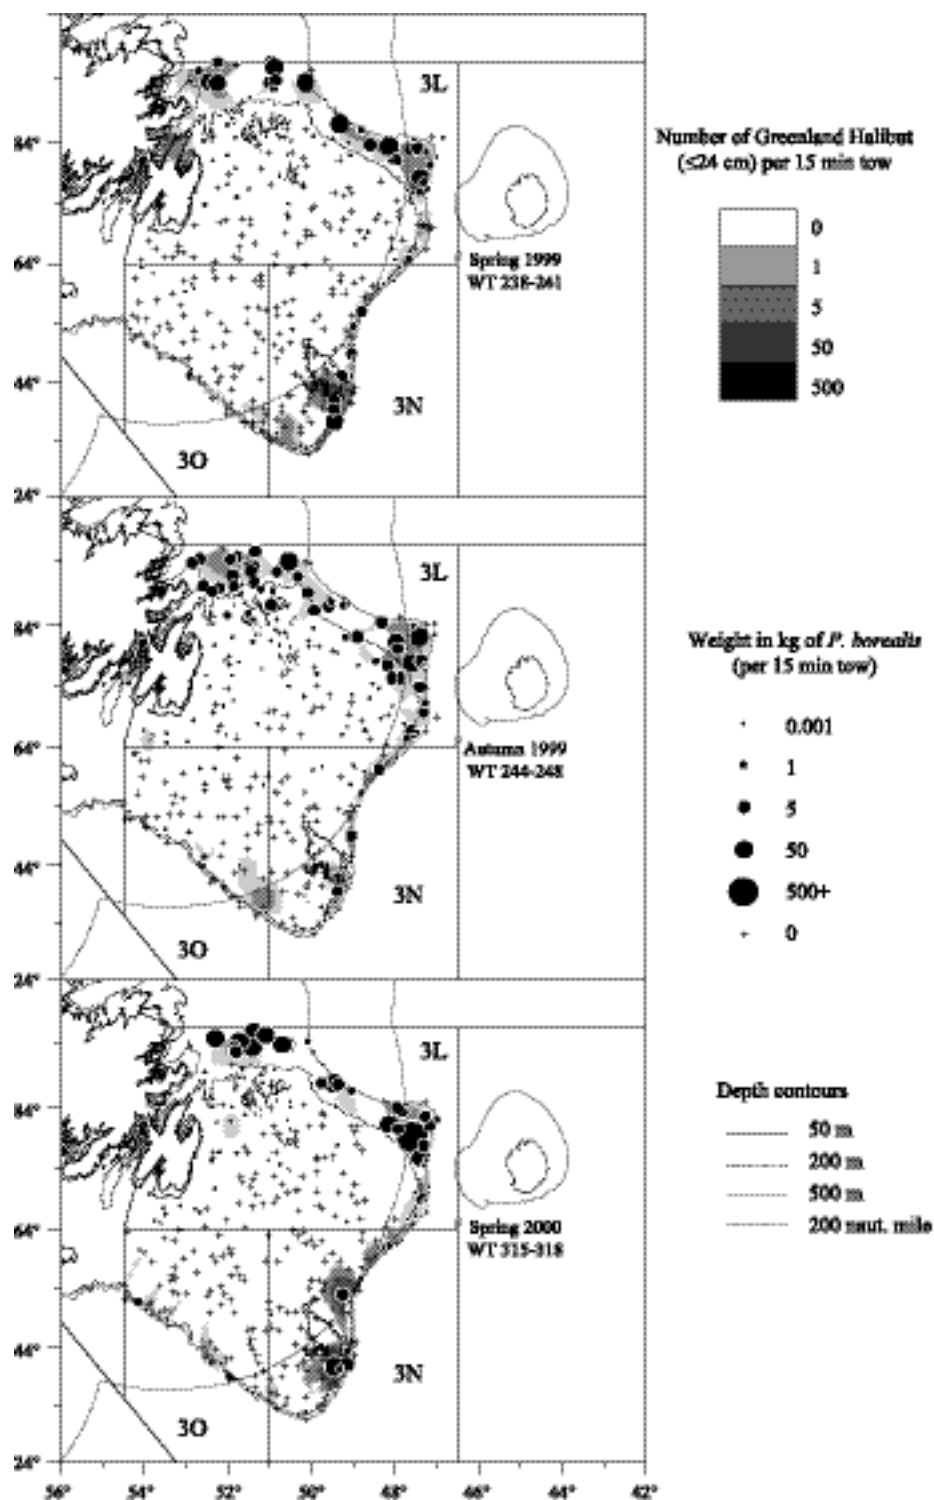 3L
84°
64°
Spring 1999
WT 238-261
44°
3N
3O
24°
3L
84°
64°
Autumn 1999
WT 244-248
44°
3N
3O
24°
3L
84°
64°
Spring 2000
WT 315-318
44°
3N
3O
24°
56° 54° 52° 50° 48° 46° 44° 42°
Number of Greenland Halibut
(≤24 cm) per 15 min tow
0
1
5
50
500
Weight in kg of P. borealis
(per 15 min tow)
0.001
1
5
50
500+
0
Depth contours
50 m
200 m
500 m
200 naut. mile